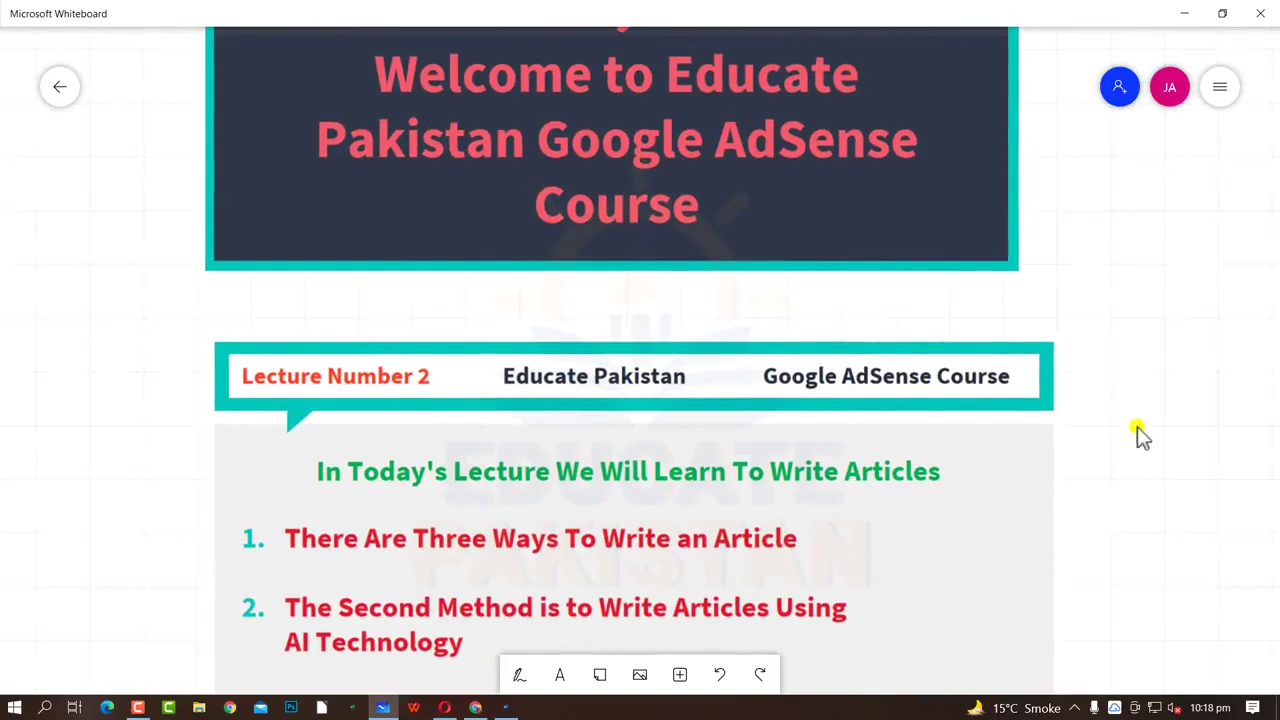 Microsoft Whiteboard
Welcome to Educate
Pakistan Google AdSense
Course
JA
Lecture Number 2 Educate Pakistan Google AdSense Course
In Today's Lecture We Will Learn To Write Articles
EDUCATE
PAKISTAN
1. There Are Three Ways To Write an Article
2. The Second Method is to Write Articles Using
AI Technology
15°C Smoke 10:18 pm